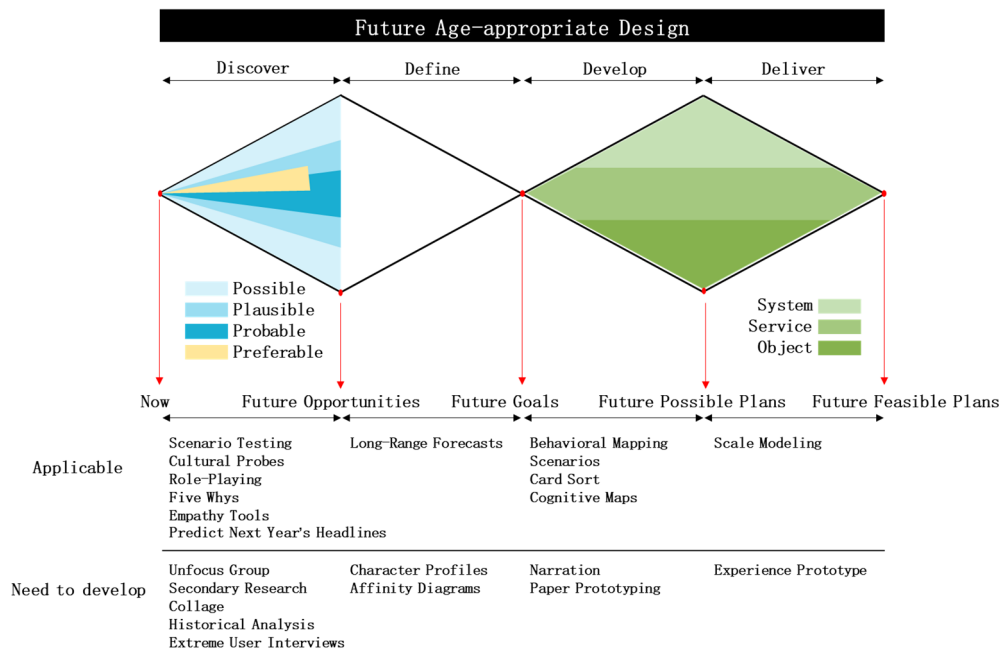 Future Age-appropriate Design
Discover Define Develop Deliver
Possible
Plausible
Probable
Preferable
System
Service
Object
Now Future Opportunities Future Goals Future Possible Plans Future Feasible Plans
Applicable
Scenario Testing
Cultural Probes
Role-Playing
Five Whys
Empathy Tools
Predict Next Year's Headlines
Long-Range Forecasts
Behavioral Mapping
Scenarios
Card Sort
Cognitive Maps
Scale Modeling
Need to develop
Unfocus Group
Secondary Research
Collage
Historical Analysis
Extreme User Interviews
Character Profiles
Affinity Diagrams
Narration
Paper Prototyping
Experience Prototype